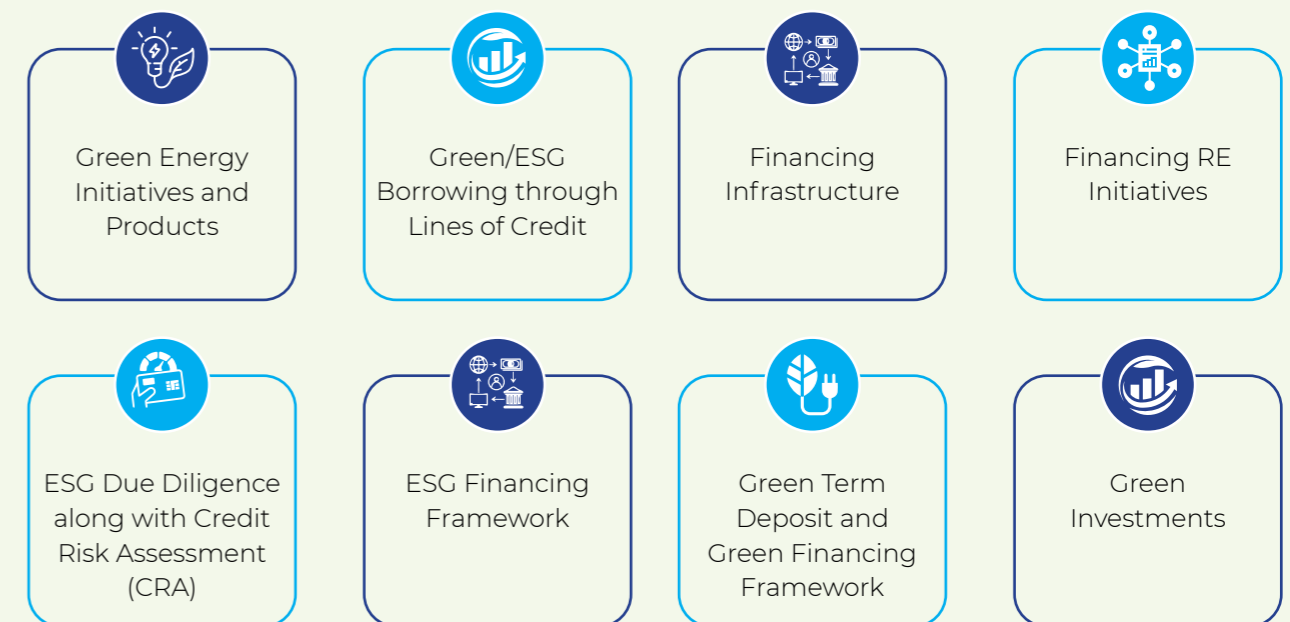 Green Energy
Initiatives and
Products
Green/ESG
Borrowing through
Lines of Credit
Financing
Infrastructure
Financing RE
Initiatives
ESG Due Diligence
along with Credit
Risk Assessment
(CRA)
ESG Financing
Framework
Green Term
Deposit and
Green Financing
Framework
Green
Investments